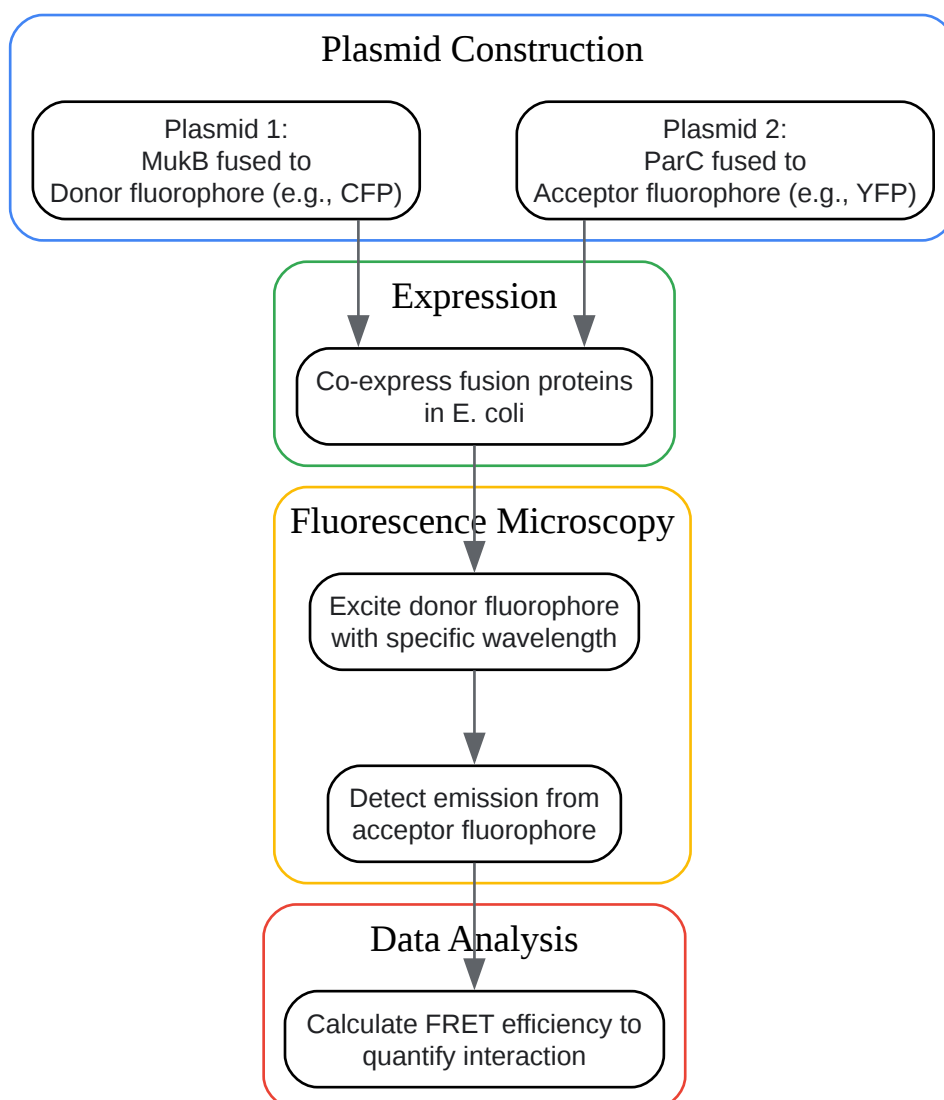 Plasmid Construction
Plasmid 1:
MukB fused to
Donor fluorophore (e.g., CFP)
Plasmid 2:
ParC fused to
Acceptor fluorophore (e.g., YFP)
Expression
Co-express fusion proteins
in E. coli
Fluorescence Microscopy
Excite donor fluorophore
with specific wavelength
Detect emission from
acceptor fluorophore
Data Analysis
Calculate FRET efficiency to
quantify interaction